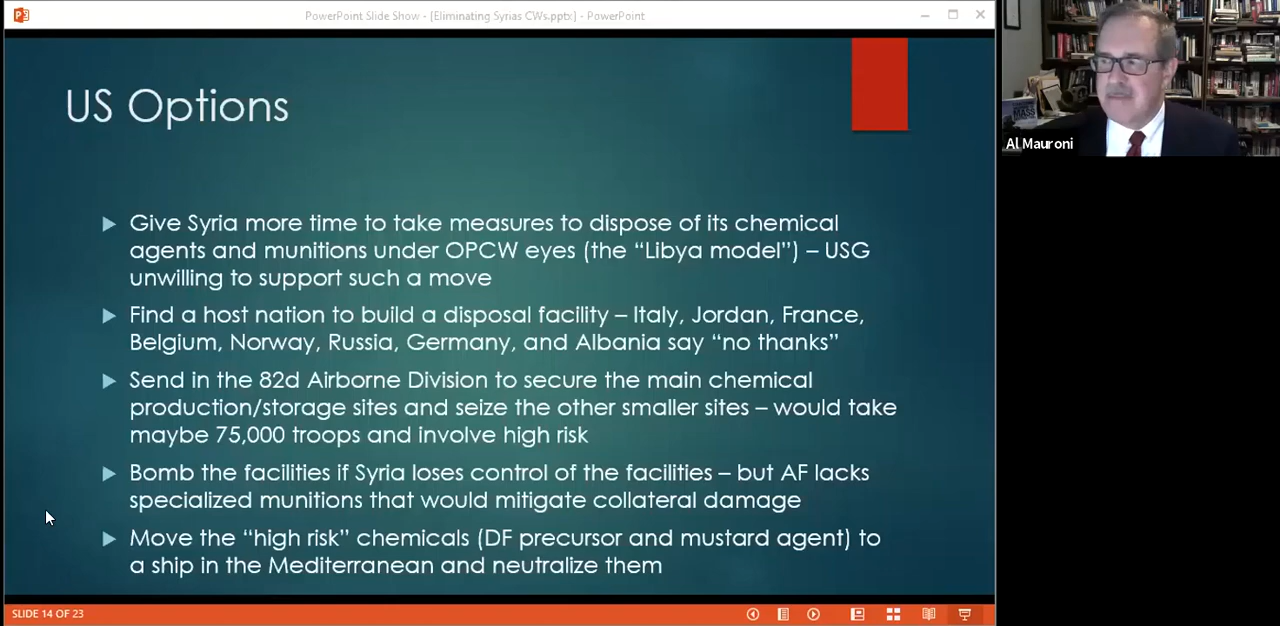 PowerPoint Slide Show - [Eliminating Syrias CWs.pptx] - PowerPoint
US Options
Give Syria more time to take measures to dispose of its chemical
agents and munitions under OPCW eyes (the “Libya model”) – USG
unwilling to support such a move
Find a host nation to build a disposal facility – Italy, Jordan, France,
Belgium, Norway, Russia, Germany, and Albania say “no thanks”
Send in the 82d Airborne Division to secure the main chemical
production/storage sites and seize the other smaller sites – would take
maybe 75,000 troops and involve high risk
Bomb the facilities if Syria loses control of the facilities – but AF lacks
specialized munitions that would mitigate collateral damage
Move the “high risk” chemicals (DF precursor and mustard agent) to
a ship in the Mediterranean and neutralize them
SLIDE 14 OF 23
MASS
Al Mauroni